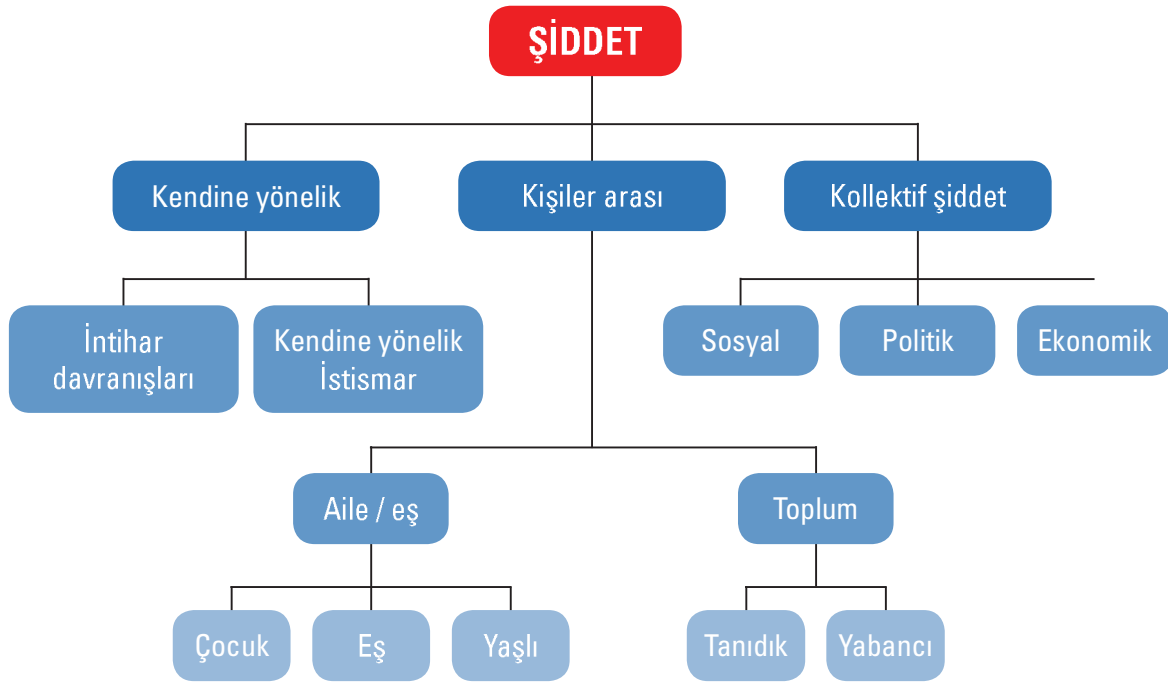 ŞİDDET
Kendine yönelik
Kişiler arası
Kollektif şiddet
İntihar
davranışları
Kendine yönelik
İstismar
Sosyal
Politik
Ekonomik
Aile / eş
Toplum
Çocuk
Eş
Yaşlı
Tanıdık
Yabancı